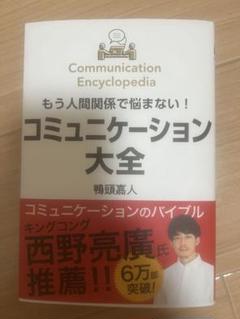 Communication
Encyclopedia
もう人間関係で悩まない!
コミュニケーション
大全
鴨頭嘉人
コミュニケーションのバイブル
キングコング
西野亮廣氏
推薦!!
6万部
突破!